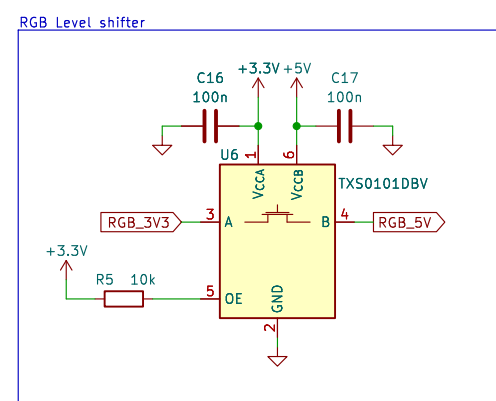 RGB Level shifter
+3.3V +5V
C16 C17
100n 100n
U6 1 6
VCCA VCCB TXS0101DBV
RGB_3V3 3 A B 4 RGB_5V
+3.3V
R5 10k 5 OE GND
2